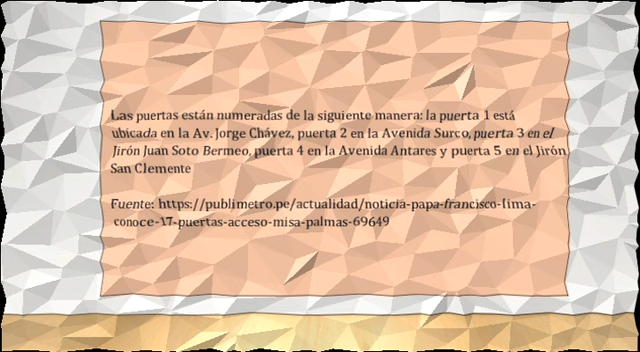 Las puertas están numeradas de la siguiente manera: la puerta 1 está
ubicada en la Av. Jorge Chávez, puerta 2 en la Avenida Surco, puerta 3 en el
Jirón Juan Soto Bermeo, puerta 4 en la Avenida Antares y puerta 5 en el Jirón
San Clemente
Fuente: https://publimetro.pe/actualidad/noticia-papa-francisco-lima-
conoce-17-puertas-acceso-misa-palmas-69649